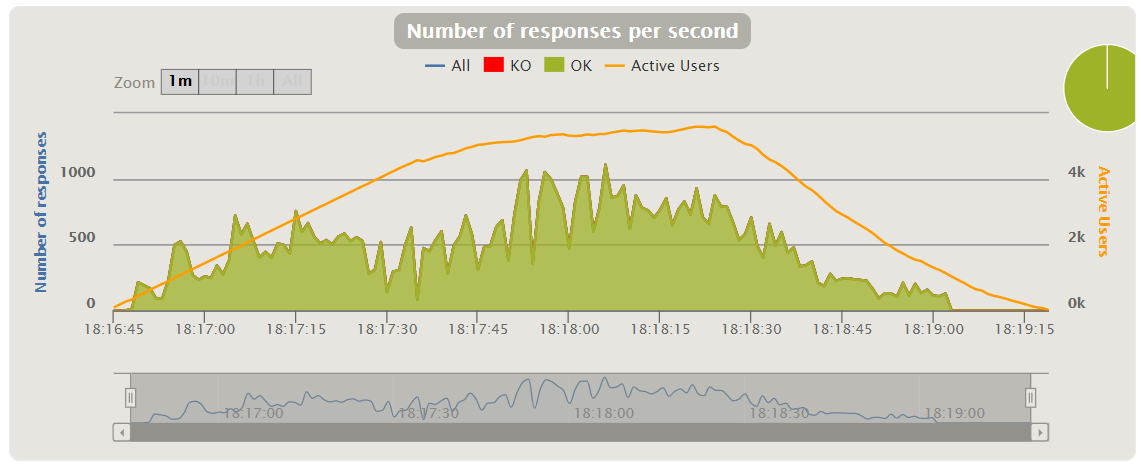 Number of responses per second
All KO OK Active Users
Zoom 1m 10m 1h All
Number of responses
1000
500
0
4k
2k
0k
Active Users
18:16:45 18:17:00 18:17:15 18:17:30 18:17:45 18:18:00 18:18:15 18:18:30 18:18:45 18:19:00 18:19:15
18:17:00 18:17:30 18:18:00 18:18:30 18:19:00